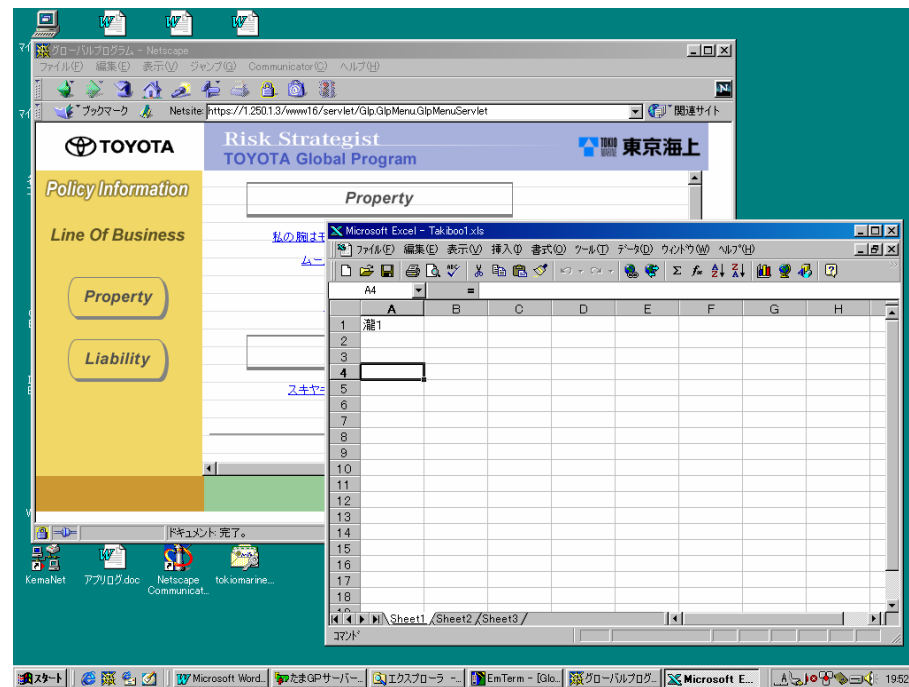 グローバルプログラム - Netscape
ファイル(F) 編集(E) 表示(V) ジャンプ(G) Communicator(C) ヘルプ(H)
ブックマーク Netsite: https://1.250.1.3/www16/servlet/Glp.GlpMenu.GlpMenuServlet 関連サイト
TOYOTA
Risk Strategist
TOYOTA Global Program
TOKIO MARINE 東京海上
Policy Information
Line Of Business
Property
Liability
Property
私の胸は
ムー
スキヤ
ドキュメント: 完了。
Microsoft Excel - Takiboo1.xls
ファイル(F) 編集(E) 表示(V) 挿入(I) 書式(O) ツール(T) データ(D) ウィンドウ(W) ヘルプ(H)
A4 =
A B C D E F G H
1 瀧1
2
3
4
5
6
7
8
9
10
11
12
13
14
15
16
17
18
Sheet1 Sheet2 Sheet3
コマンド
KemaNet
アプリログ.doc
Netscape Communicat...
tokiomarine...
スタート Microsoft Word... たまGPサーバー... エクスプローラ - ... EmTerm - [Glo... グローバルプログ... Microsoft E... 1952